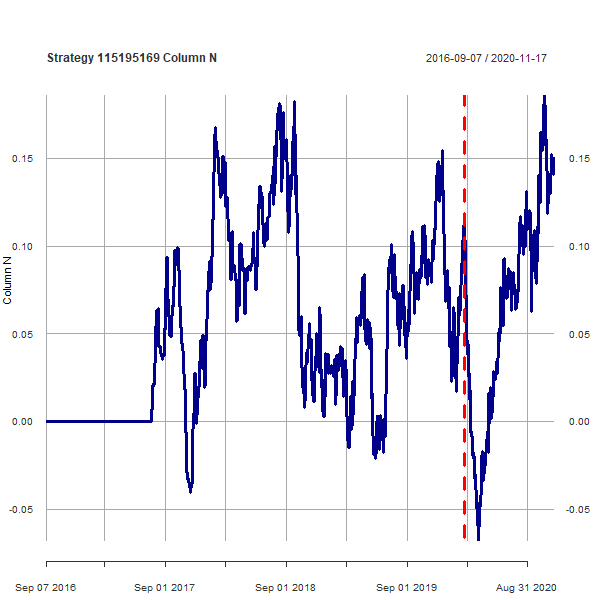 Strategy 115195169 Column N
2016-09-07 / 2020-11-17
0.15
0.15
0.10
0.10
Column N
0.05
0.05
0.00
0.00
-0.05
-0.05
Sep 07 2016
Sep 01 2017
Sep 01 2018
Sep 01 2019
Aug 31 2020